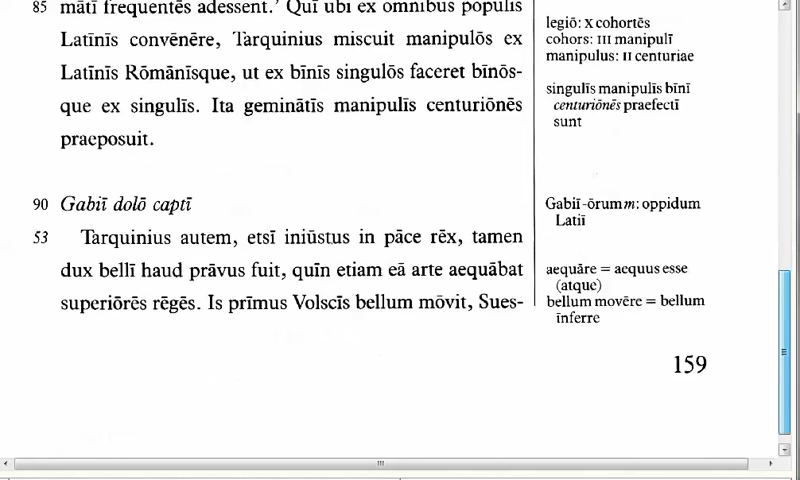 85 mātī frequentēs adessent.' Quī ubi ex omnibus populīs
Latīnīs convēnēre, Tarquinius miscuit manipulōs ex
Latīnīs Rōmānīsque, ut ex bīnīs singulōs faceret bīnōs-
que ex singulīs. Ita geminātīs manipulīs centuriōnēs
praeposuit.
90 Gabiī dolō captī
53 Tarquinius autem, etsī iniūstus in pāce rēx, tamen
dux bellī haud prāvus fuit, quīn etiam eā arte aequābat
superiōrēs rēgēs. Is prīmus Volscīs bellum mōvit, Sues-
legiō: X cohortēs
cohors: III manipulī
manipulus: II centuriae
singulīs manipulīs bīnī
centuriōnēs praefectī
sunt
Gabiī -ōrum m: oppidum
Latiī
aequāre = aequus esse
(atque)
bellum movēre = bellum
īnferre
159